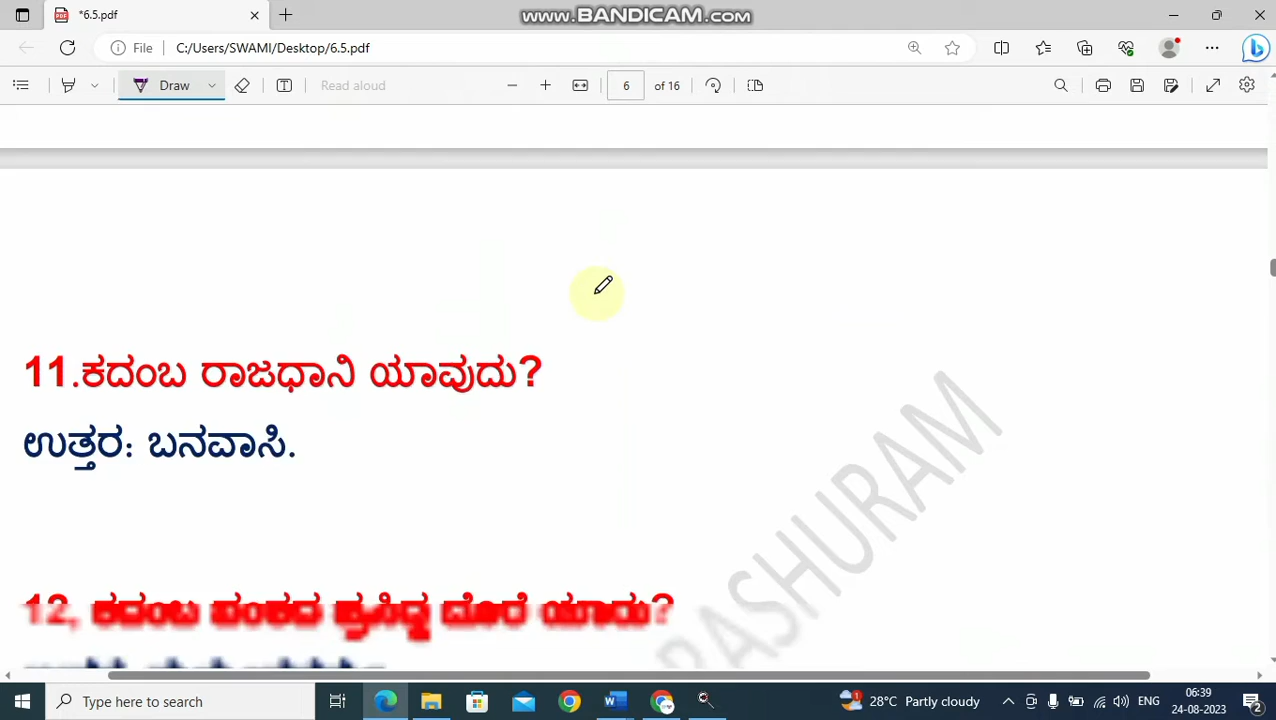 www.BANDICAM.com
*6.5.pdf
File C:/Users/SWAMI/Desktop/6.5.pdf
Draw Read aloud 6 of 16
11.ಕದಂಬ ರಾಜಧಾನಿ ಯಾವುದು?
ಉತ್ತರ: ಬನವಾಸಿ.
RASHURAM
12, ಕದಂಬ ವಂಶದ ಪ್ರಸಿದ್ಧ ದೊರೆ ಯಾರು?
Type here to search
28°C Partly cloudy
ENG
06:39
24-08-2023
2